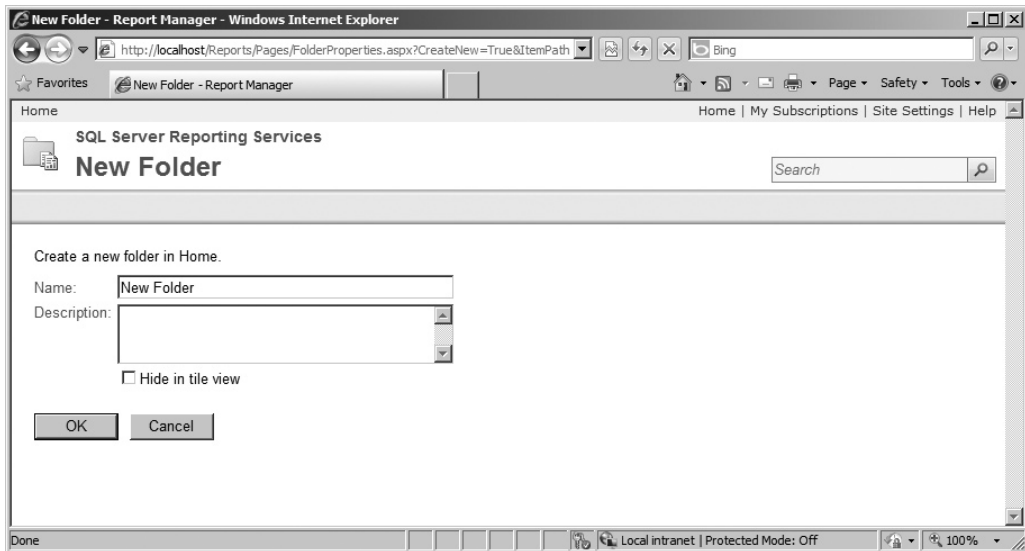 New Folder - Report Manager - Windows Internet Explorer
http://localhost/Reports/Pages/FolderProperties.aspx?CreateNew=True&ItemPath
Bing
Favorites
New Folder - Report Manager
Page
Safety
Tools
Home
Home | My Subscriptions | Site Settings | Help
SQL Server Reporting Services
New Folder
Search
Create a new folder in Home.
Name: New Folder
Description:
Hide in tile view
OK
Cancel
Done
Local intranet | Protected Mode: Off
100%